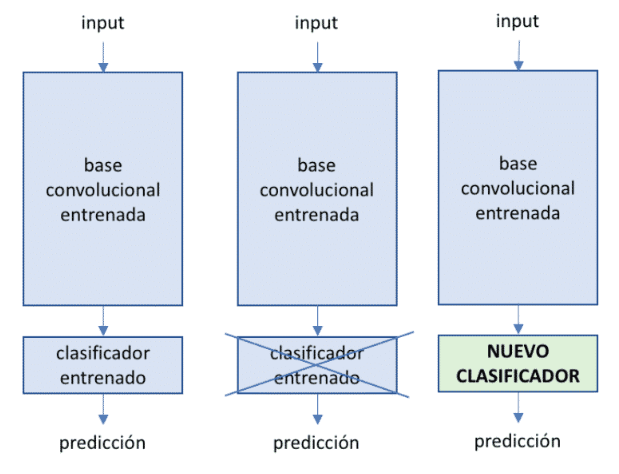 input
base
convolucional
entrenada
clasificador
entrenado
predicción
input
base
convolucional
entrenada
clasificador
entrenado
predicción
input
base
convolucional
entrenada
NUEVO
CLASIFICADOR
predicción